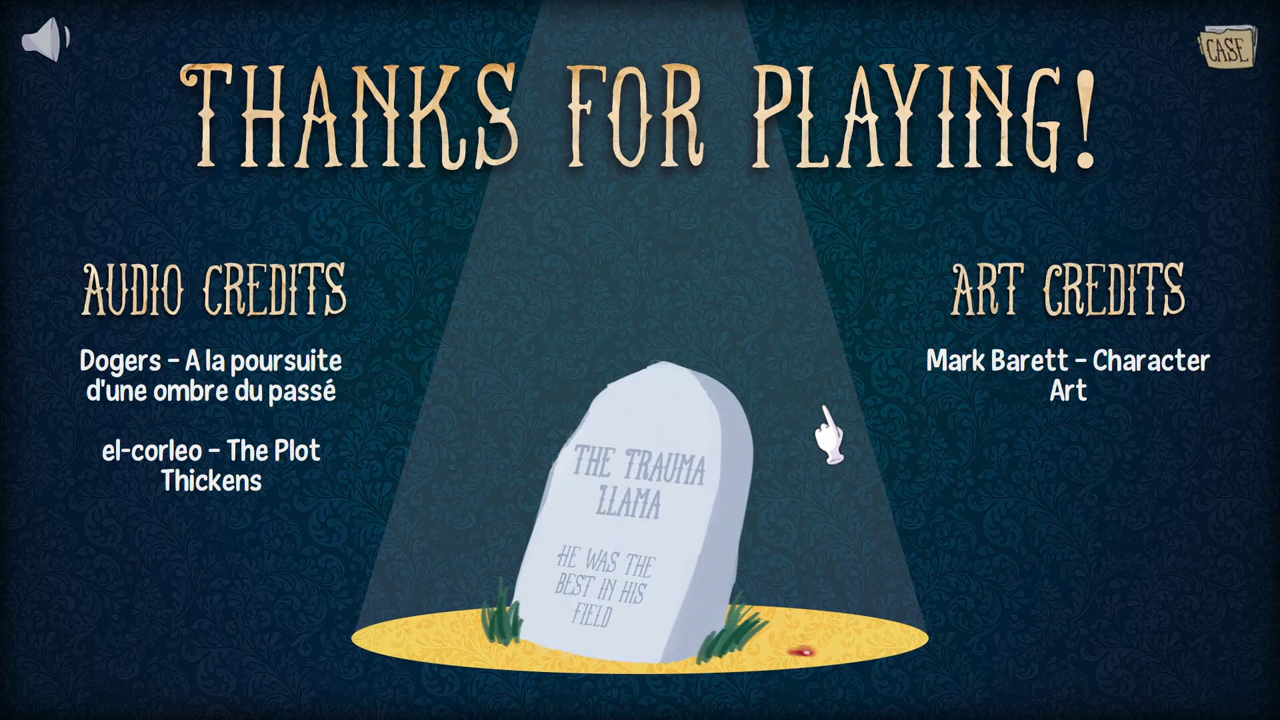 CASE
THANKS FOR PLAYING!
AUDIO CREDITS
Dogers - A la poursuite
d'une ombre du passé
el-corleo - The Plot
Thickens
ART CREDITS
Mark Barett - Character
Art
THE TRAUMA
LLAMA
HE WAS THE
BEST IN HIS
FIELD